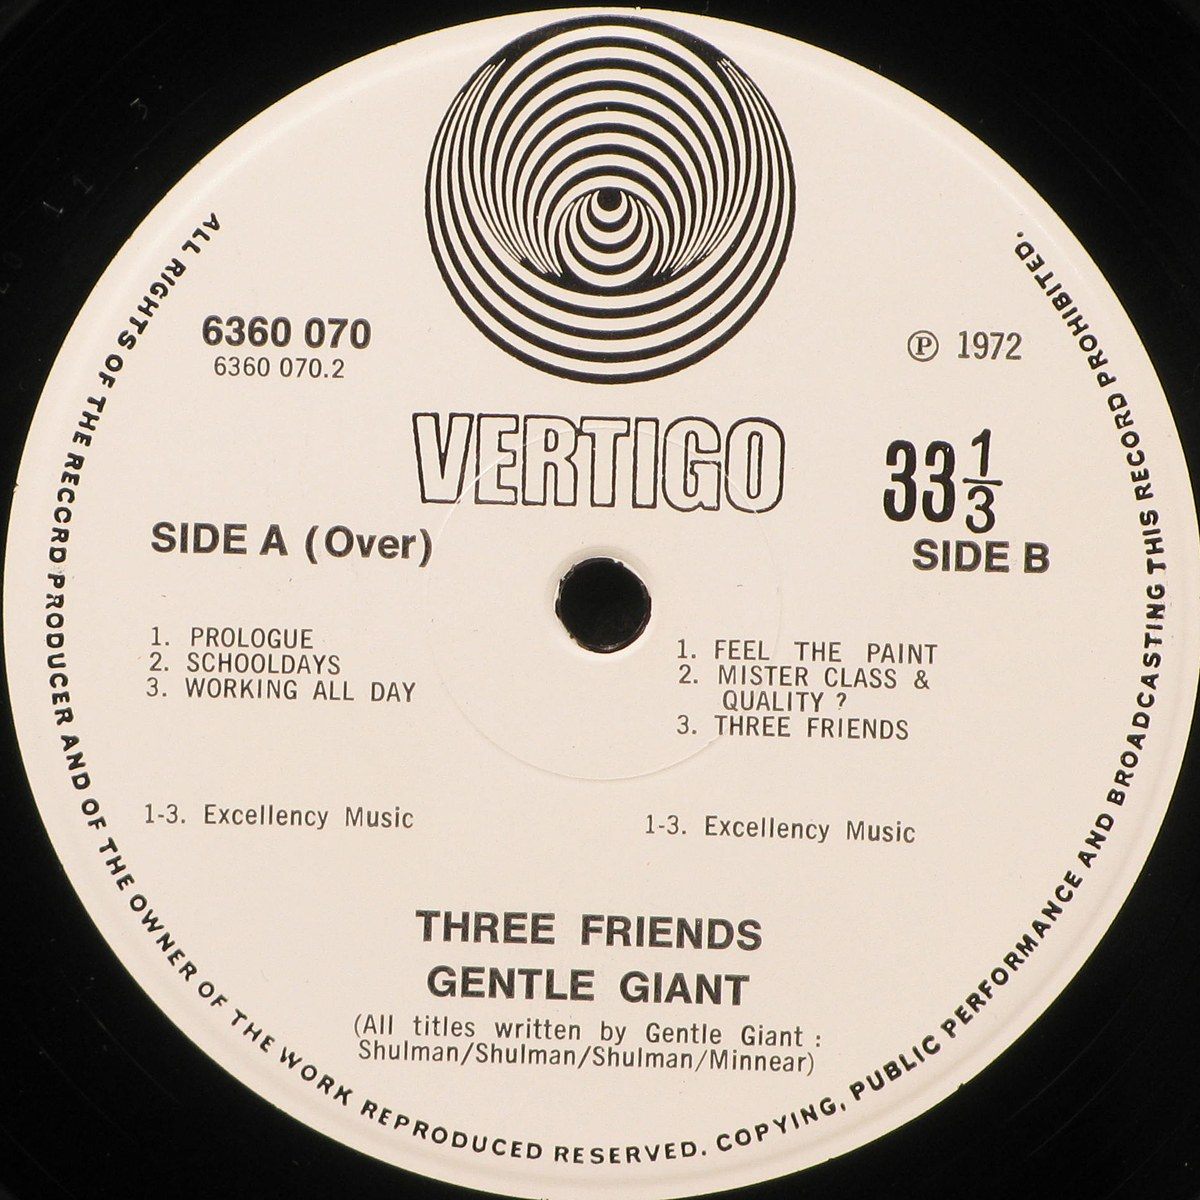 6360 070
6360 070.2
Ⓟ 1972
VERTIGO
33 1/3
SIDE A (Over)
SIDE B
1. PROLOGUE
2. SCHOOLDAYS
3. WORKING ALL DAY
1. FEEL THE PAINT
2. MISTER CLASS &
QUALITY ?
3. THREE FRIENDS
1-3. Excellency Music
1-3. Excellency Music
THREE FRIENDS
GENTLE GIANT
(All titles written by Gentle Giant :
Shulman/Shulman/Shulman/Minnear)
ALL RIGHTS OF THE RECORD PRODUCER AND OF THE OWNER OF THE WORK REPRODUCED RESERVED. COPYING, PUBLIC PERFORMANCE AND BROADCASTING THIS RECORD PROHIBITED.